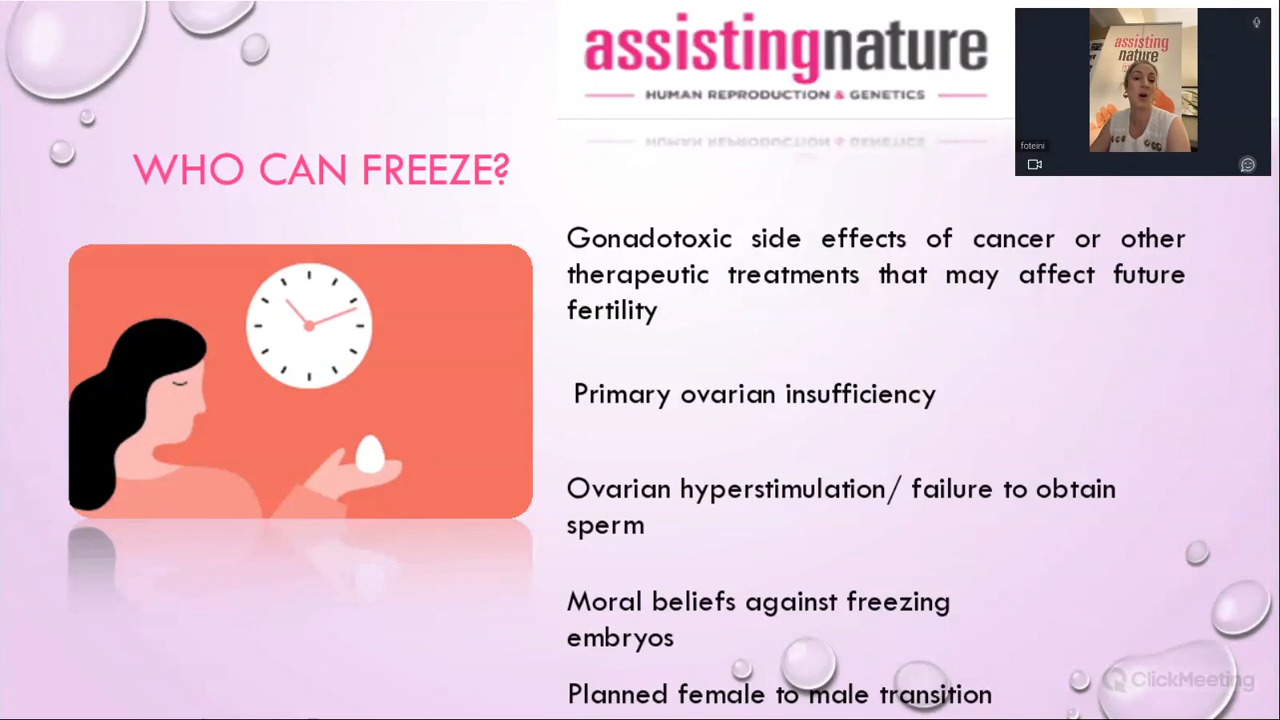 assistingnature
HUMAN REPRODUCTION & GENETICS
assisting
nature
foteini
WHO CAN FREEZE?
Gonadotoxic side effects of cancer or other
therapeutic treatments that may affect future
fertility
Primary ovarian insufficiency
Ovarian hyperstimulation/ failure to obtain
sperm
Moral beliefs against freezing
embryos
Planned female to male transition
ClickMeeting